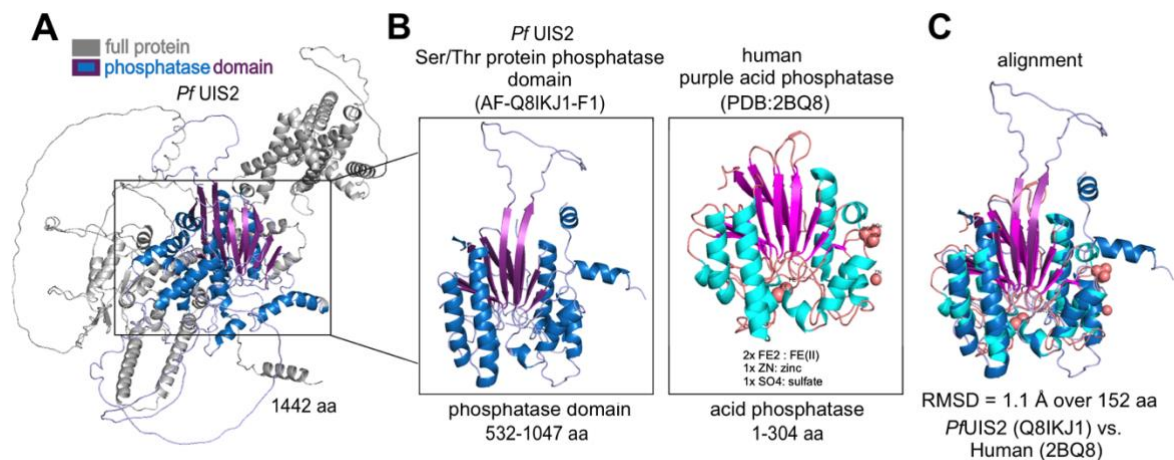 A
full protein
phosphatase domain
Pf UIS2
1442 aa
B
Pf UIS2
Ser/Thr protein phosphatase
domain
(AF-Q8IKJ1-F1)
phosphatase domain
532-1047 aa
human
purple acid phosphatase
(PDB:2BQ8)
2x FE2 : FE(II)
1x ZN: zinc
1x SO4: sulfate
acid phosphatase
1-304 aa
C
alignment
RMSD = 1.1 Å over 152 aa
PfUIS2 (Q8IKJ1) vs.
Human (2BQ8)